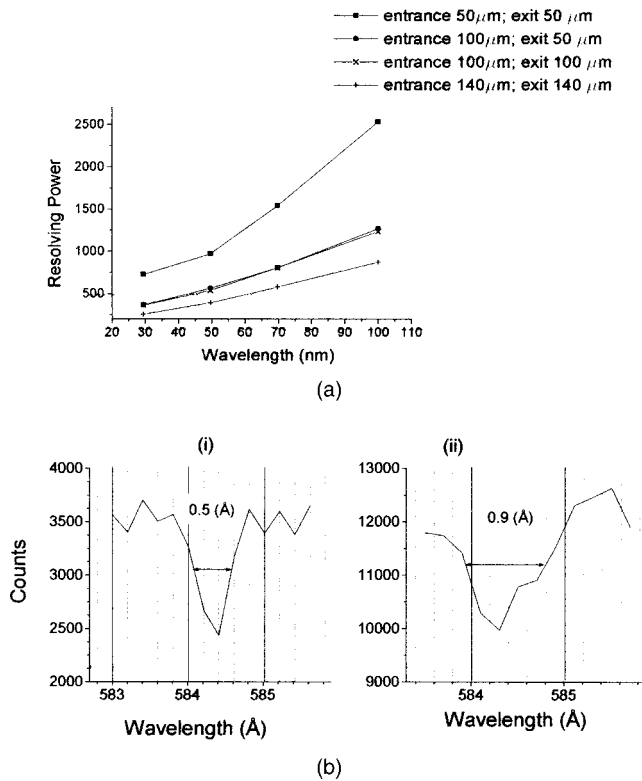 entrance 50μm; exit 50 μm
entrance 100μm; exit 50 μm
entrance 100μm; exit 100 μm
entrance 140μm; exit 140 μm
Resolving Power
2500
2000
1500
1000
500
20 30 40 50 60 70 80 90 100 110
Wavelength (nm)
(a)
(i)
(ii)
Counts
4000
3500
3000
2500
2000
0.5 (Å)
583 584 585
Wavelength (Å)
13000
12000
11000
10000
9000
0.9 (Å)
584 585
Wavelength (Å)
(b)